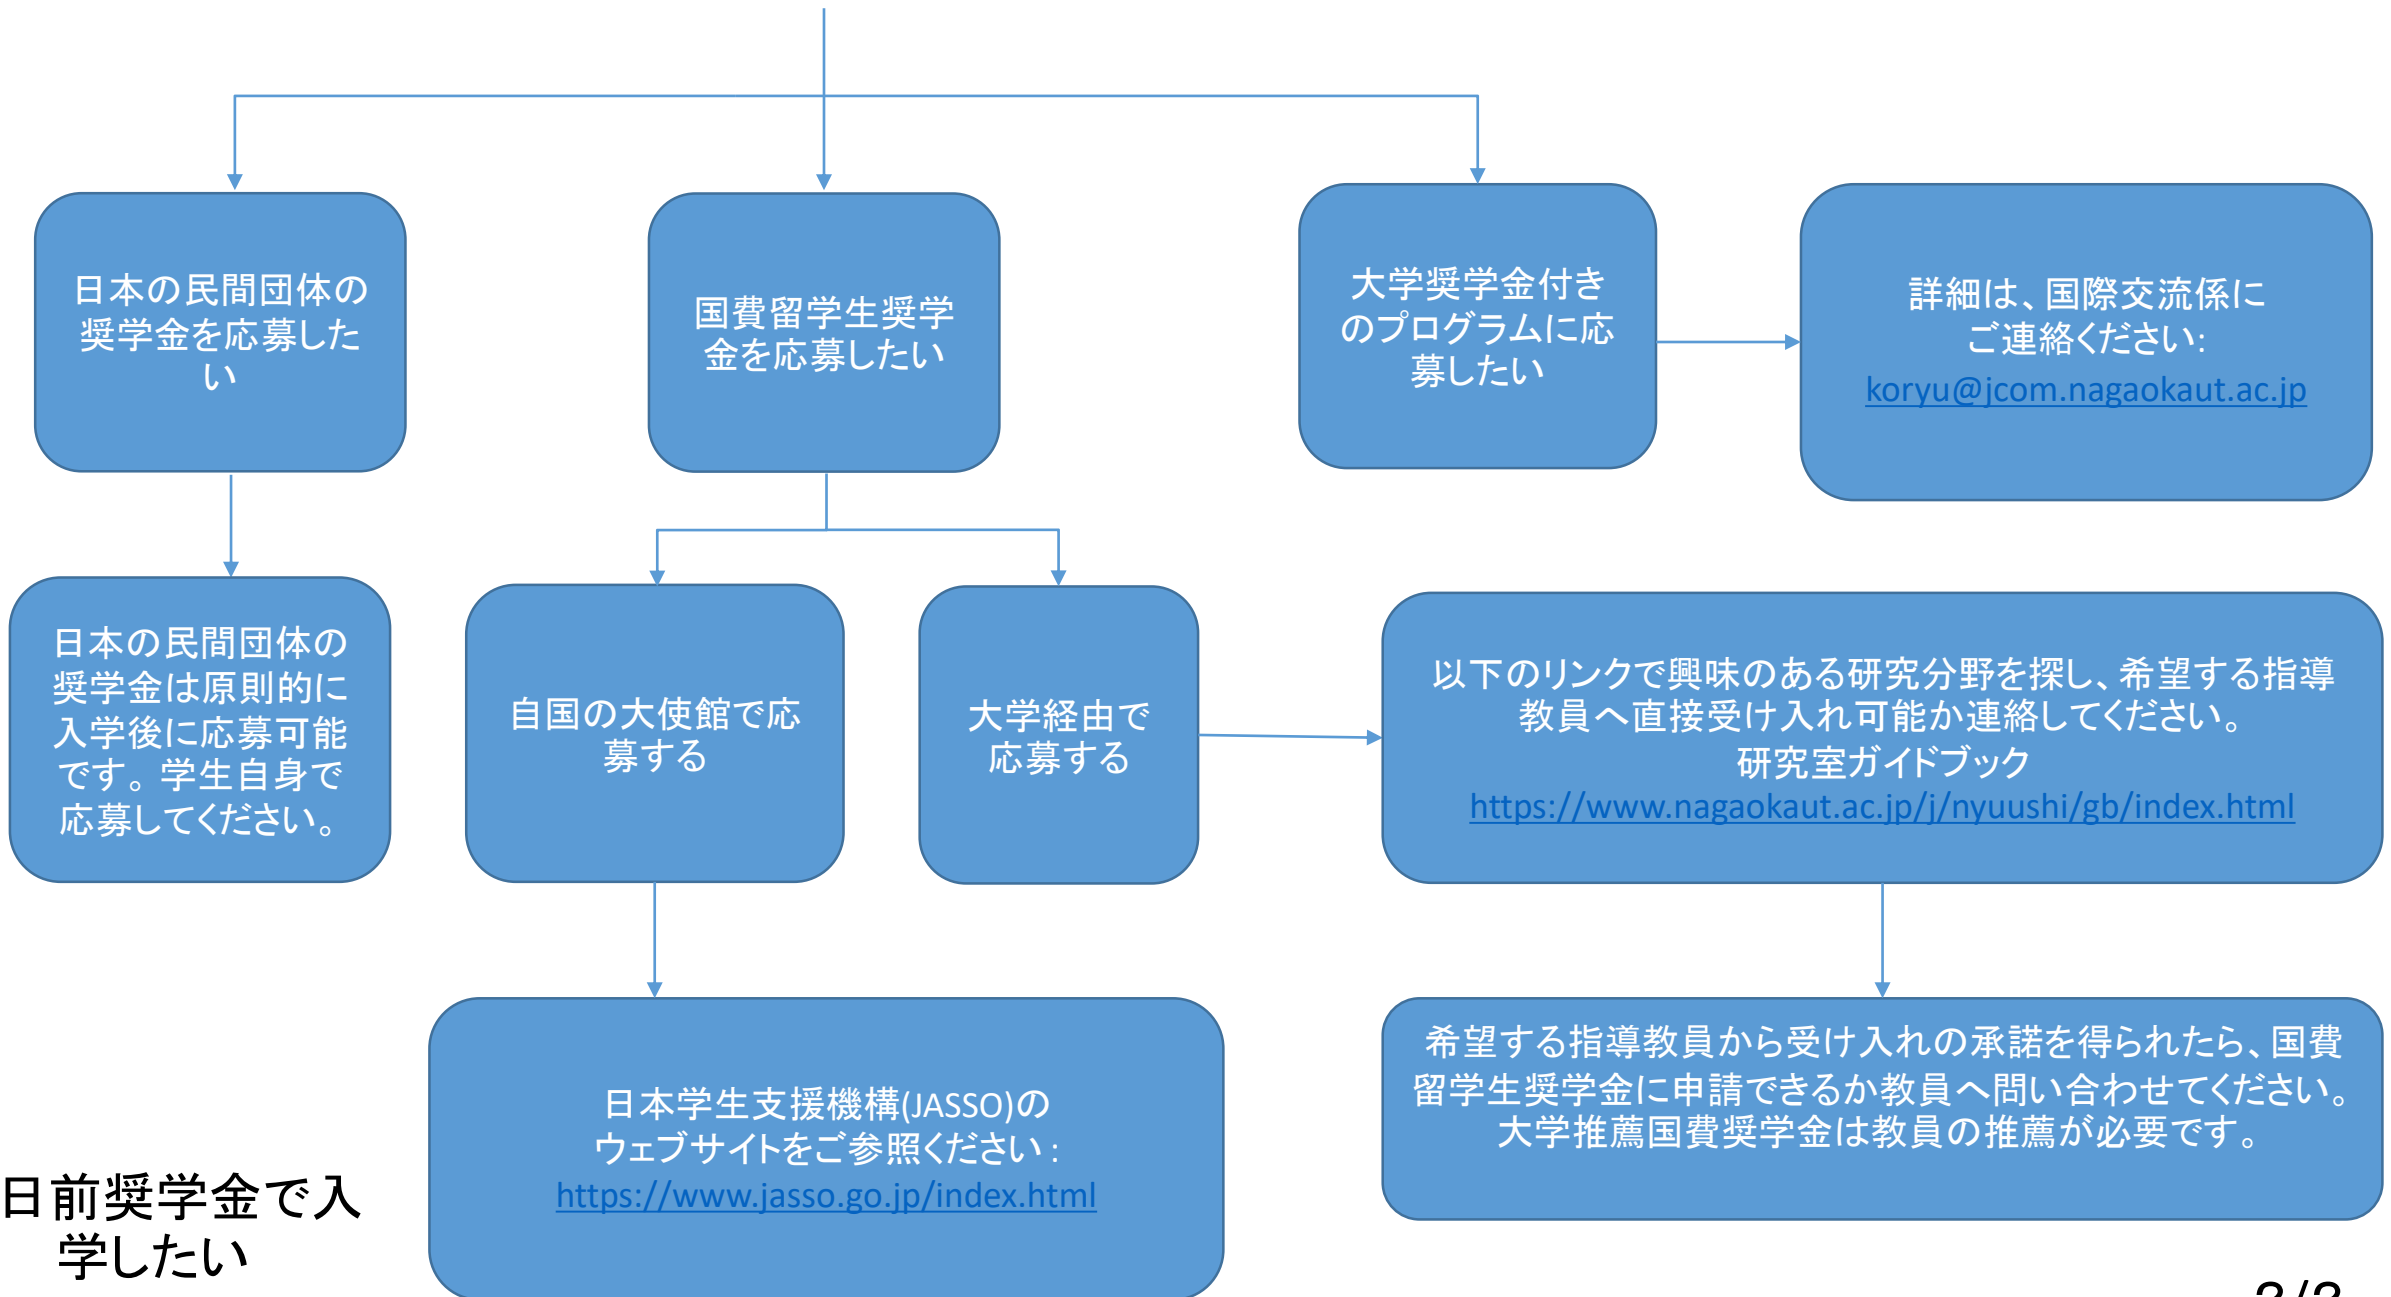 日本の民間団体の
奨学金を応募した
い
国費留学生奨学
金を応募したい
大学奨学金付き
のプログラムに応
募したい
詳細は、国際交流係に
ご連絡ください:
koryu@jcom.nagaokaut.ac.jp
日本の民間団体の
奨学金は原則的に
入学後に応募可能
です。学生自身で
応募してください。
自国の大使館で応
募する
大学経由で
応募する
以下のリンクで興味のある研究分野を探し、希望する指導
教員へ直接受け入れ可能か連絡してください。
研究室ガイドブック
https://www.nagaokaut.ac.jp/j/nyuushi/gb/index.html
日本学生支援機構(JASSO)の
ウェブサイトをご参照ください:
https://www.jasso.go.jp/index.html
希望する指導教員から受け入れの承諾を得られたら、国費
留学生奨学金に申請できるか教員へ問い合わせてください。
大学推薦国費奨学金は教員の推薦が必要です。
日前奨学金で入
学したい